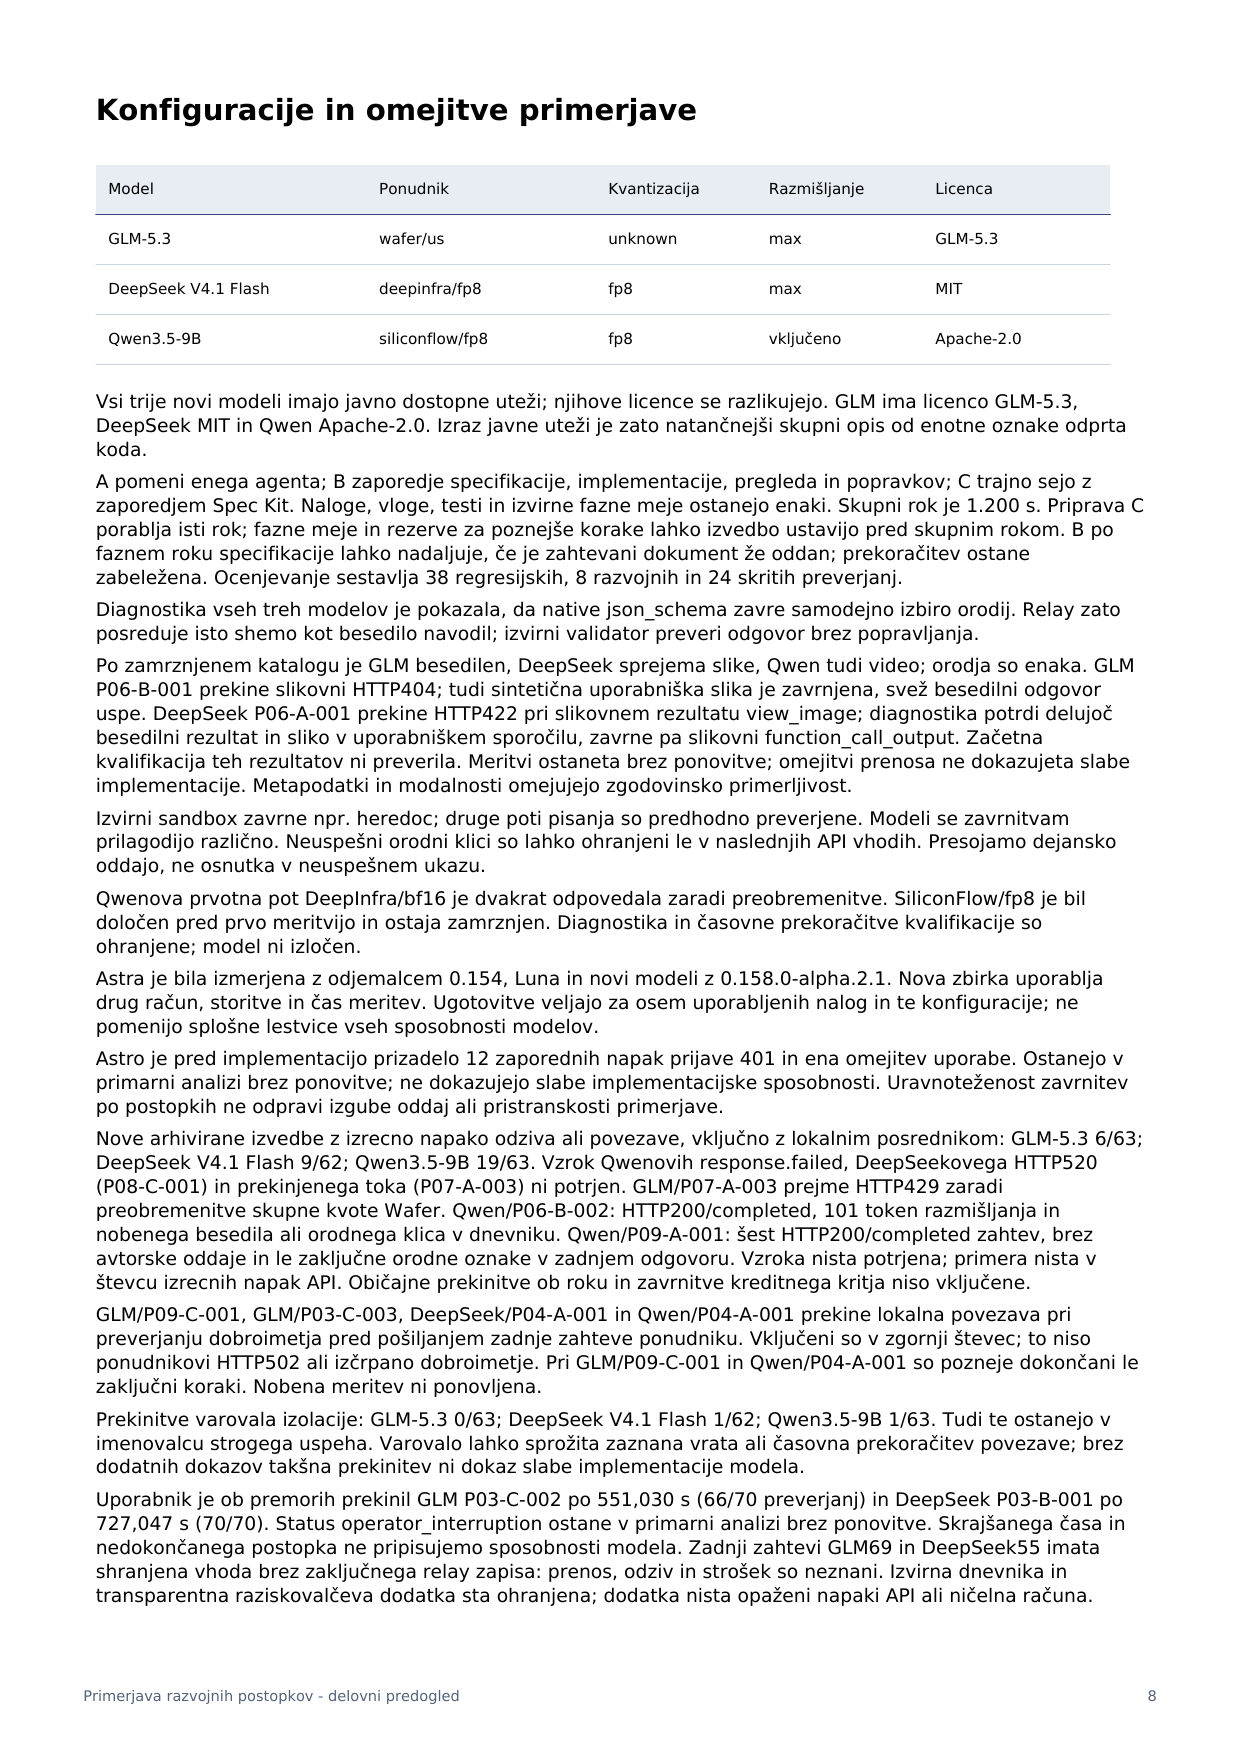 Konfiguracije in omejitve primerjave
Model Ponudnik Kvantizacija Razmišljanje Licenca
GLM-5.3 wafer/us unknown max GLM-5.3
DeepSeek V4.1 Flash deepinfra/fp8 fp8 max MIT
Qwen3.5-9B siliconflow/fp8 fp8 vključeno Apache-2.0
Vsi trije novi modeli imajo javno dostopne uteži; njihove licence se razlikujejo. GLM ima licenco GLM-5.3,
DeepSeek MIT in Qwen Apache-2.0. Izraz javne uteži je zato natančnejši skupni opis od enotne oznake odprta
koda.
A pomeni enega agenta; B zaporedje specifikacije, implementacije, pregleda in popravkov; C trajno sejo z
zaporedjem Spec Kit. Naloge, vloge, testi in izvirne fazne meje ostanejo enaki. Skupni rok je 1.200 s. Priprava C
porablja isti rok; fazne meje in rezerve za poznejše korake lahko izvedbo ustavijo pred skupnim rokom. B po
faznem roku specifikacije lahko nadaljuje, če je zahtevani dokument že oddan; prekoračitev ostane
zabeležena. Ocenjevanje sestavlja 38 regresijskih, 8 razvojnih in 24 skritih preverjanj.
Diagnostika vseh treh modelov je pokazala, da native json_schema zavre samodejno izbiro orodij. Relay zato
posreduje isto shemo kot besedilo navodil; izvirni validator preveri odgovor brez popravljanja.
Po zamrznjenem katalogu je GLM besedilen, DeepSeek sprejema slike, Qwen tudi video; orodja so enaka. GLM
P06-B-001 prekine slikovni HTTP404; tudi sintetična uporabniška slika je zavrnjena, svež besedilni odgovor
uspe. DeepSeek P06-A-001 prekine HTTP422 pri slikovnem rezultatu view_image; diagnostika potrdi delujoč
besedilni rezultat in sliko v uporabniškem sporočilu, zavrne pa slikovni function_call_output. Začetna
kvalifikacija teh rezultatov ni preverila. Meritvi ostaneta brez ponovitve; omejitvi prenosa ne dokazujeta slabe
implementacije. Metapodatki in modalnosti omejujejo zgodovinsko primerljivost.
Izvirni sandbox zavrne npr. heredoc; druge poti pisanja so predhodno preverjene. Modeli se zavrnitvam
prilagodijo različno. Neuspešni orodni klici so lahko ohranjeni le v naslednjih API vhodih. Presojamo dejansko
oddajo, ne osnutka v neuspešnem ukazu.
Qwenova prvotna pot DeepInfra/bf16 je dvakrat odpovedala zaradi preobremenitve. SiliconFlow/fp8 je bil
določen pred prvo meritvijo in ostaja zamrznjen. Diagnostika in časovne prekoračitve kvalifikacije so
ohranjene; model ni izločen.
Astra je bila izmerjena z odjemalcem 0.154, Luna in novi modeli z 0.158.0-alpha.2.1. Nova zbirka uporablja
drug račun, storitve in čas meritev. Ugotovitve veljajo za osem uporabljenih nalog in te konfiguracije; ne
pomenijo splošne lestvice vseh sposobnosti modelov.
Astro je pred implementacijo prizadelo 12 zaporednih napak prijave 401 in ena omejitev uporabe. Ostanejo v
primarni analizi brez ponovitve; ne dokazujejo slabe implementacijske sposobnosti. Uravnoteženost zavrnitev
po postopkih ne odpravi izgube oddaj ali pristranskosti primerjave.
Nove arhivirane izvedbe z izrecno napako odziva ali povezave, vključno z lokalnim posrednikom: GLM-5.3 6/63;
DeepSeek V4.1 Flash 9/62; Qwen3.5-9B 19/63. Vzrok Qwenovih response.failed, DeepSeekovega HTTP520
(P08-C-001) in prekinjenega toka (P07-A-003) ni potrjen. GLM/P07-A-003 prejme HTTP429 zaradi
preobremenitve skupne kvote Wafer. Qwen/P06-B-002: HTTP200/completed, 101 token razmišljanja in
nobenega besedila ali orodnega klica v dnevniku. Qwen/P09-A-001: šest HTTP200/completed zahtev, brez
avtorske oddaje in le zaključne orodne oznake v zadnjem odgovoru. Vzroka nista potrjena; primera nista v
števcu izrecnih napak API. Običajne prekinitve ob roku in zavrnitve kreditnega kritja niso vključene.
GLM/P09-C-001, GLM/P03-C-003, DeepSeek/P04-A-001 in Qwen/P04-A-001 prekine lokalna povezava pri
preverjanju dobroimetja pred pošiljanjem zadnje zahteve ponudniku. Vključeni so v zgornji števec; to niso
ponudnikovi HTTP502 ali izčrpano dobroimetje. Pri GLM/P09-C-001 in Qwen/P04-A-001 so pozneje dokončani le
zaključni koraki. Nobena meritev ni ponovljena.
Prekinitve varovala izolacije: GLM-5.3 0/63; DeepSeek V4.1 Flash 1/62; Qwen3.5-9B 1/63. Tudi te ostanejo v
imenovalcu strogega uspeha. Varovalo lahko sprožita zaznana vrata ali časovna prekoračitev povezave; brez
dodatnih dokazov takšna prekinitev ni dokaz slabe implementacije modela.
Uporabnik je ob premorih prekinil GLM P03-C-002 po 551,030 s (66/70 preverjanj) in DeepSeek P03-B-001 po
727,047 s (70/70). Status operator_interruption ostane v primarni analizi brez ponovitve. Skrajšanega časa in
nedokončanega postopka ne pripisujemo sposobnosti modela. Zadnji zahtevi GLM69 in DeepSeek55 imata
shranjena vhoda brez zaključnega relay zapisa: prenos, odziv in strošek so neznani. Izvirna dnevnika in
transparentna raziskovalčeva dodatka sta ohranjena; dodatka nista opaženi napaki API ali ničelna računa.
Primerjava razvojnih postopkov - delovni predogled 8